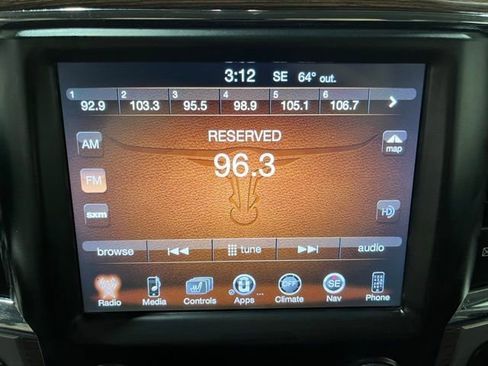 3:12 SE 64° out.
1 2 3 4 5 6
92.9 103.3 95.5 98.9 105.1 106.7
RESERVED
96.3
AM
map
FM
sxm
HD
browse tune audio
OFF SE
Radio Media Controls Apps Climate Nav Phone